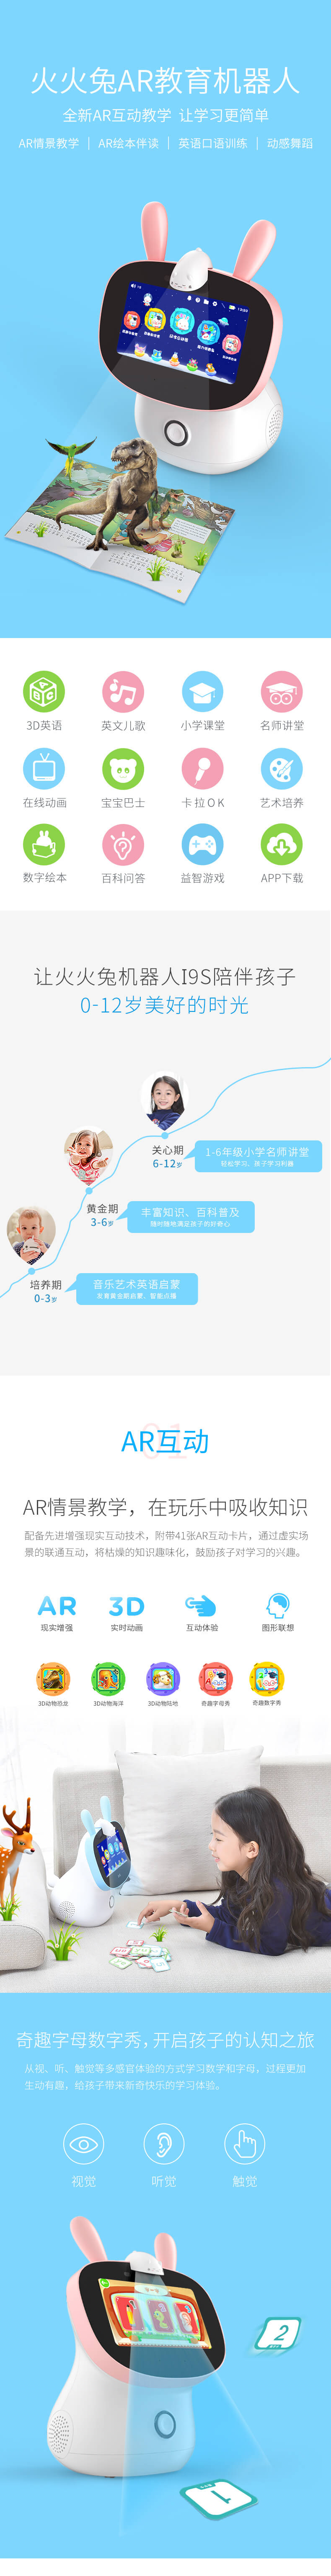 火火兔AR教育机器人
全新AR互动教学 让学习更简单
AR情景教学 | AR绘本伴读 | 英语口语训练 | 动感舞蹈
3D英语
英文儿歌
小学课堂
名师讲堂
在线动画
宝宝巴士
卡拉OK
艺术培养
数字绘本
百科问答
益智游戏
APP下载
让火火兔机器人I9S陪伴孩子
0-12岁美好的时光
关心期
6-12岁
1-6年级小学名师讲堂
轻松学习、孩子学习利器
黄金期
3-6岁
丰富知识、百科普及
随时随地满足孩子的好奇心
培养期
0-3岁
音乐艺术英语启蒙
发育黄金期启蒙、智能点播
01
AR互动
AR情景教学，在玩乐中吸收知识
配备先进增强现实互动技术，附带41张AR互动卡片，通过虚实场
景的联通互动，将枯燥的知识趣味化，鼓励孩子对学习的兴趣。
AR
现实增强
3D
实时动画
互动体验
图形联想
3D动物恐龙
3D动物海洋
3D动物陆地
奇趣字母秀
奇趣数字秀
奇趣字母数字秀，开启孩子的认知之旅
从视、听、触觉等多感官体验的方式学习数学和字母，过程更加
生动有趣，给孩子带来新奇快乐的学习体验。
视觉
听觉
触觉
2
1